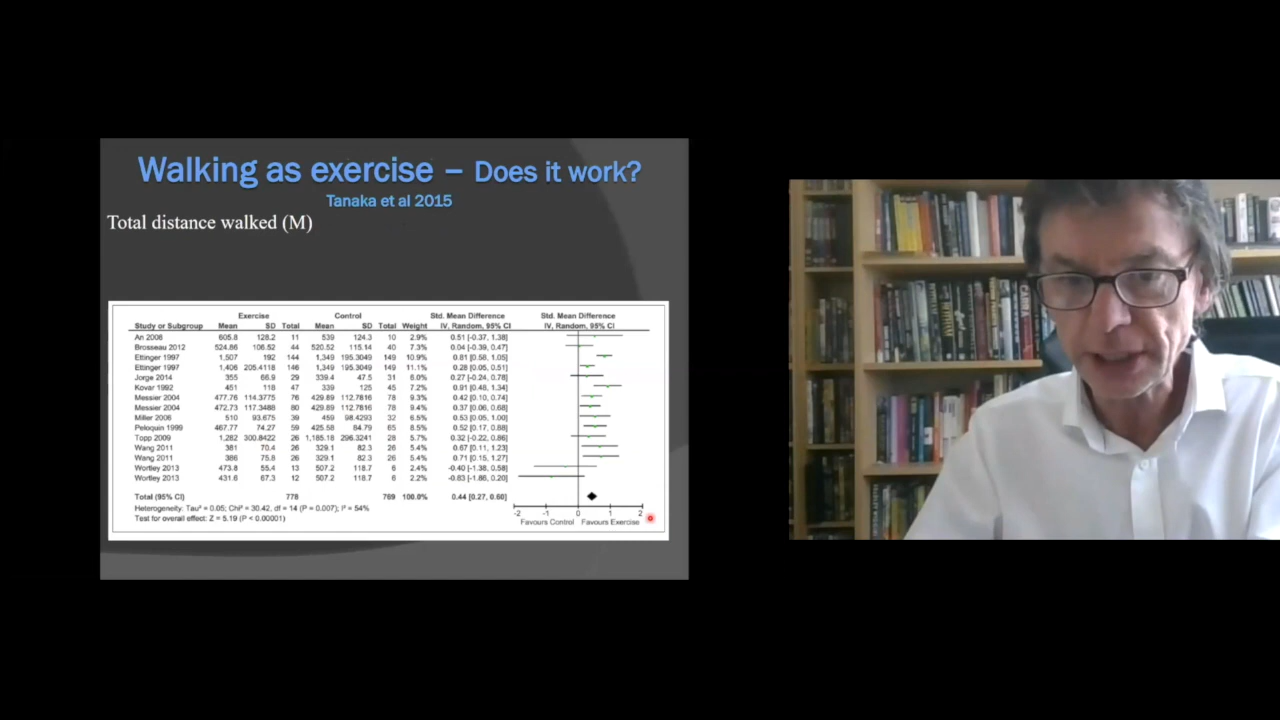 Walking as exercise – Does it work?
Tanaka et al 2015
Total distance walked (M)
Exercise Control Std. Mean Difference Std. Mean Difference
Study or Subgroup Mean SD Total Mean SD Total Weight IV, Random, 95% CI IV, Random, 95% CI
An 2008 605.8 128.2 11 539 124.3 10 2.9% 0.51 [-0.37, 1.38]
Brosseau 2012 524.86 106.52 44 520.52 115.14 40 7.3% 0.04 [-0.39, 0.47]
Ettinger 1997 1,507 192 144 1,349 195.3049 149 10.9% 0.81 [0.58, 1.05]
Ettinger 1997 1,406 205.4118 146 1,349 195.3049 149 11.1% 0.28 [0.05, 0.51]
Jorge 2014 355 66.9 29 339.4 47.5 31 6.0% 0.27 [-0.24, 0.78]
Kovar 1992 451 118 47 339 125 45 7.2% 0.91 [0.48, 1.34]
Messier 2004 477.76 114.3775 76 429.89 112.7816 78 9.3% 0.42 [0.10, 0.74]
Messier 2004 472.73 117.3488 80 429.89 112.7816 78 9.4% 0.37 [0.06, 0.68]
Miller 2006 510 93.675 39 459 98.4293 32 6.5% 0.53 [0.05, 1.00]
Peloquin 1999 467.77 74.27 59 425.58 84.79 65 8.5% 0.52 [0.17, 0.88]
Topp 2009 1,282 300.8422 26 1,185.18 296.3241 28 5.7% 0.32 [-0.22, 0.86]
Wang 2011 381 70.4 26 329.1 82.3 26 5.5% 0.67 [0.11, 1.23]
Wang 2011 386 75.8 26 329.1 82.3 26 5.4% 0.71 [0.15, 1.27]
Wortley 2013 473.8 55.4 13 507.2 118.7 6 2.4% -0.40 [-1.38, 0.58]
Wortley 2013 431.6 67.3 12 507.2 118.7 6 2.2% -0.83 [-1.86, 0.20]
Total (95% CI) 778 769 100.0% 0.44 [0.27, 0.60]
Heterogeneity: Tau² = 0.05; Chi² = 30.42, df = 14 (P = 0.007); I² = 54%
Test for overall effect: Z = 5.19 (P < 0.00001)
-2 -1 0 1 2
Favours Control Favours Exercise